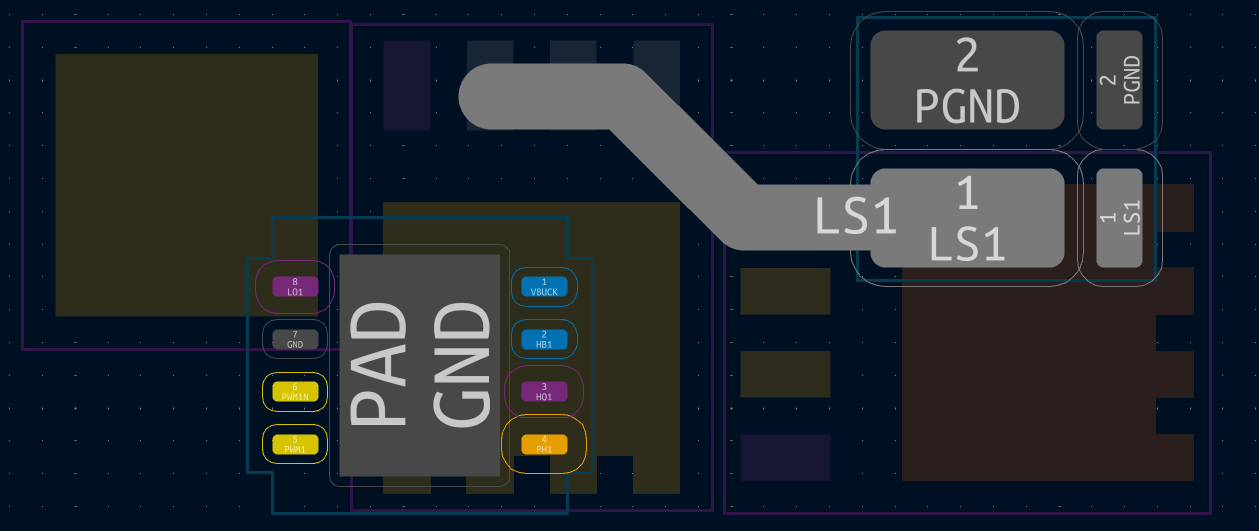 2
PGND
2
PGND
LS1
1
LS1
1
LS1
8
LO1
7
GND
6
PWM1N
5
PWM1
PAD
GND
1
VBUCK
2
HB1
3
HO1
4
PH1